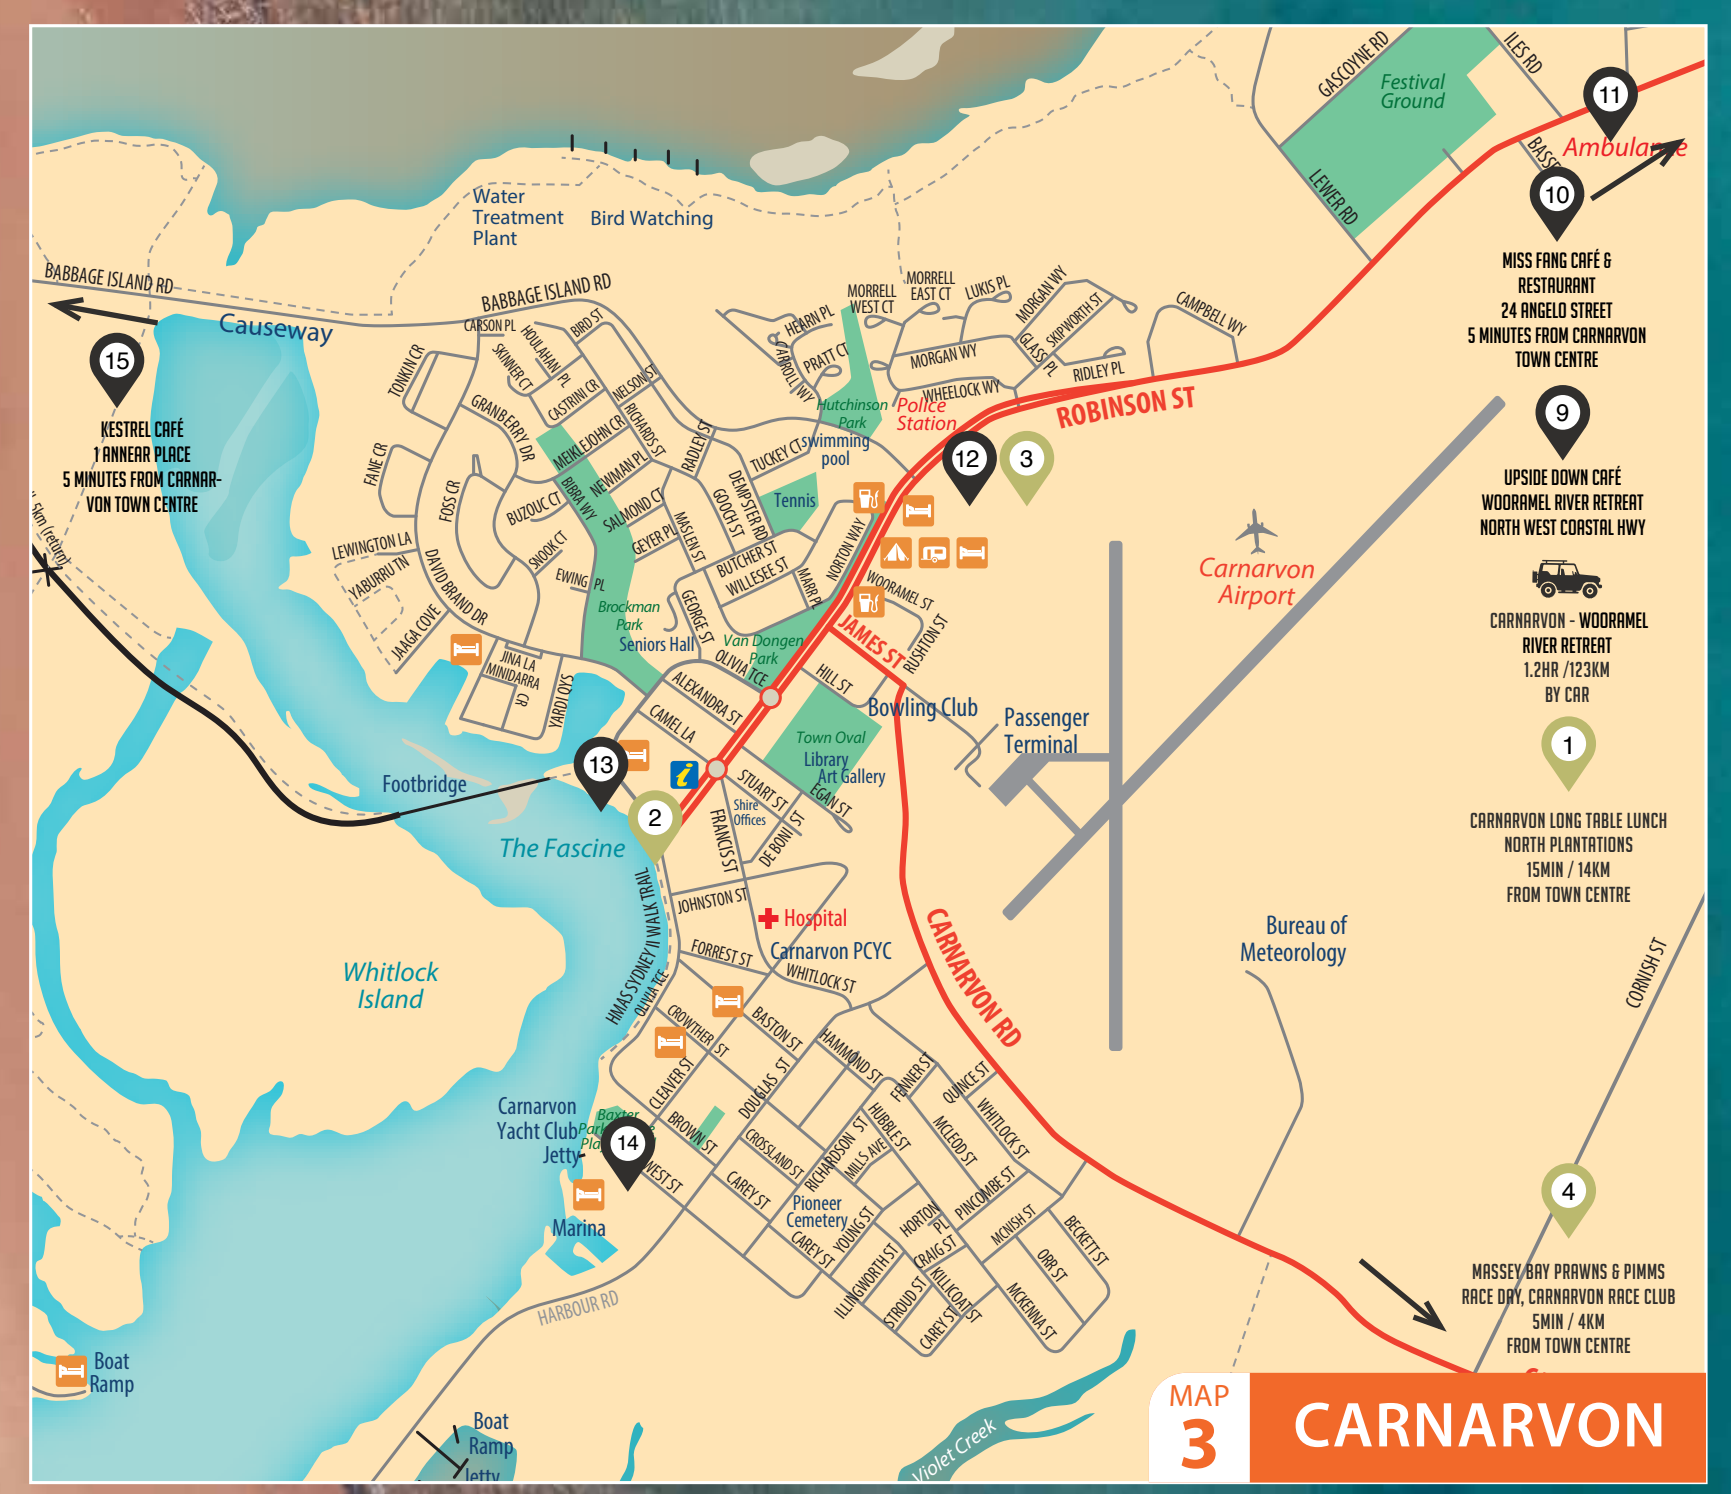 GASCOYNE RD
ILES RD
Festival
Ground
11
Ambulance
LEWER RD
10
Water
Treatment
Plant
Bird Watching
MISS FANG CAFÉ &
RESTAURANT
24 ANGELO STREET
5 MINUTES FROM CARNARVON
TOWN CENTRE
BABBAGE ISLAND RD
BABBAGE ISLAND RD
Causeway
15
KESTREL CAFÉ
1 ANNEAR PLACE
5 MINUTES FROM CARNAR-
VON TOWN CENTRE
5km (return)
CARSON PL
HOULAHAN PL
BIRD ST
SKINNER CT
TONKIN CR
CASTRINI CR
NELSON ST
GRANBERRY DR
MEIKLEJOHN CR
RICHARDS ST
RADLEY ST
FANE CR
FOSS CR
BUZOUC CT
BIBRA WY
NEWMAN PL
SALMOND CT
GEYER PL
MASLEN ST
GOOCH ST
DEMPSTER RD
TUCKEY CT
HEARN PL
PRATT CT
CARROLL WY
MORRELL
WEST CT
MORRELL
EAST CT
LUKIS PL
MORGAN WY
SKIPWORTH ST
GLASS PL
MORGAN WY
WHEELOCK WY
RIDLEY PL
CAMPBELL WY
ROBINSON ST
Hutchinson
Park
Police
Station
swimming
pool
Tennis
12
3
9
UPSIDE DOWN CAFÉ
WOORAMEL RIVER RETREAT
NORTH WEST COASTAL HWY
CARNARVON - WOORAMEL
RIVER RETREAT
1.2HR /123KM
BY CAR
LEWINGTON LA
YABURRU TN
JAAGA COVE
DAVID BRAND DR
SNOOK CT
EWING PL
Brockman
Park
Seniors Hall
GEORGE ST
BUTCHER ST
WILLESEE ST
MARR PL
NORTON WAY
WOORAMEL ST
RUSHTON ST
JAMES ST
Van Dongen
Park
OLIVIA TCE
HILL ST
Carnarvon
Airport
JINA LA
MINIDARRA
CR
YARDI QYS
ALEXANDRA ST
CAMEL LA
Bowling Club
Passenger
Terminal
Town Oval
Library
Art Gallery
EGAN ST
STUART ST
Shire
Offices
DE BONI ST
FRANCIS ST
1
CARNARVON LONG TABLE LUNCH
NORTH PLANTATIONS
15MIN / 14KM
FROM TOWN CENTRE
Footbridge
13
2
i
The Fascine
HMAS SYDNEY II WALK TRAIL
OLIVIA TCE
JOHNSTON ST
Hospital
Carnarvon PCYC
FORREST ST
WHITLOCK ST
CARNARVON RD
Bureau of
Meteorology
CORNISH ST
Whitlock
Island
CROWTHER ST
BASTON ST
HAMMOND ST
CLEAVER ST
DOUGLAS ST
FENNER ST
QUINCE ST
WHITLOCK ST
HUBBLE ST
MCLEOD ST
Carnarvon
Yacht Club
Jetty
Baxter
14
BROWN ST
WEST ST
CROSSLAND ST
CAREY ST
RICHARDSON ST
MILLS AVE
Pioneer
Cemetery
CAREY ST
YOUNG ST
HORTON
PL
PINCOMBE ST
MCNISH ST
BECKETT ST
ORR ST
CRAIG ST
ILLINGWORTH ST
STROUD ST
KILLICOAT ST
CAREY ST
MCKENNA ST
Marina
HARBOUR RD
4
MASSEY BAY PRAWNS & PIMMS
RACE DAY, CARNARVON RACE CLUB
5MIN / 4KM
FROM TOWN CENTRE
Boat
Ramp
Boat
Ramp
Jetty
Violet Creek
MAP
3
CARNARVON